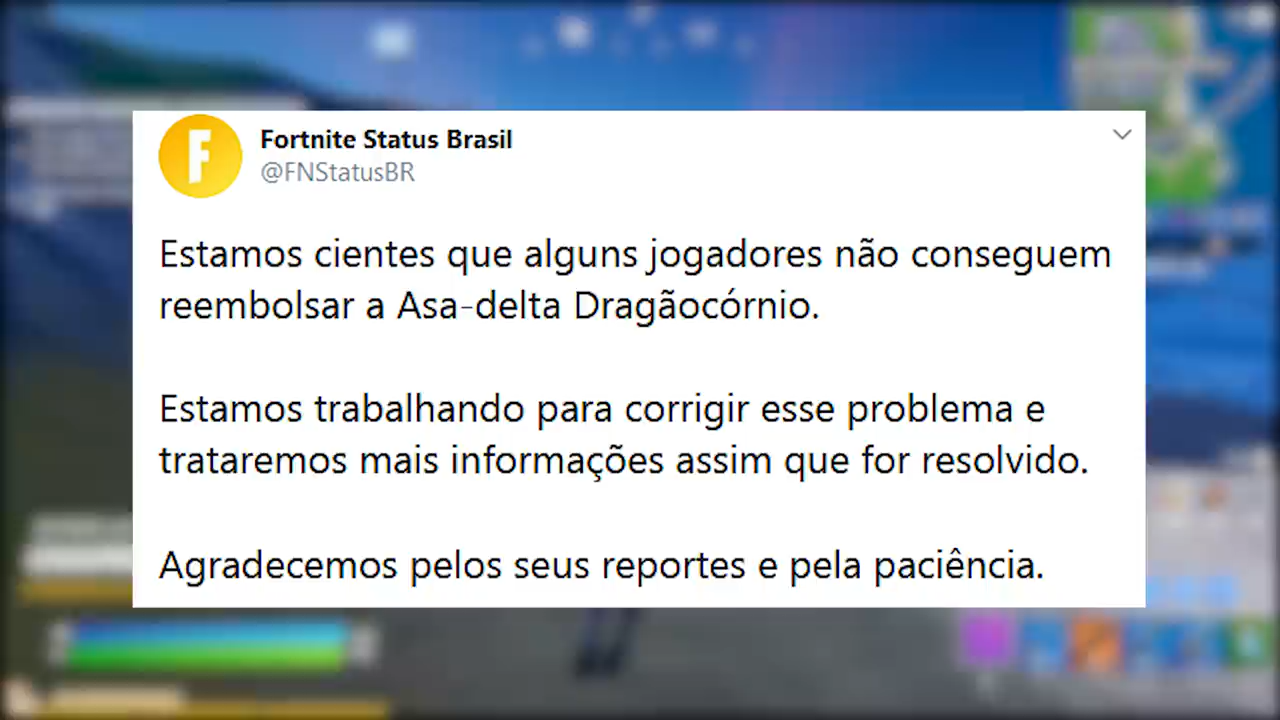 Fortnite Status Brasil
@FNStatusBR
Estamos cientes que alguns jogadores não conseguem
reembolsar a Asa-delta Dragãocórnio.
Estamos trabalhando para corrigir esse problema e
trataremos mais informações assim que for resolvido.
Agradecemos pelos seus reportes e pela paciência.